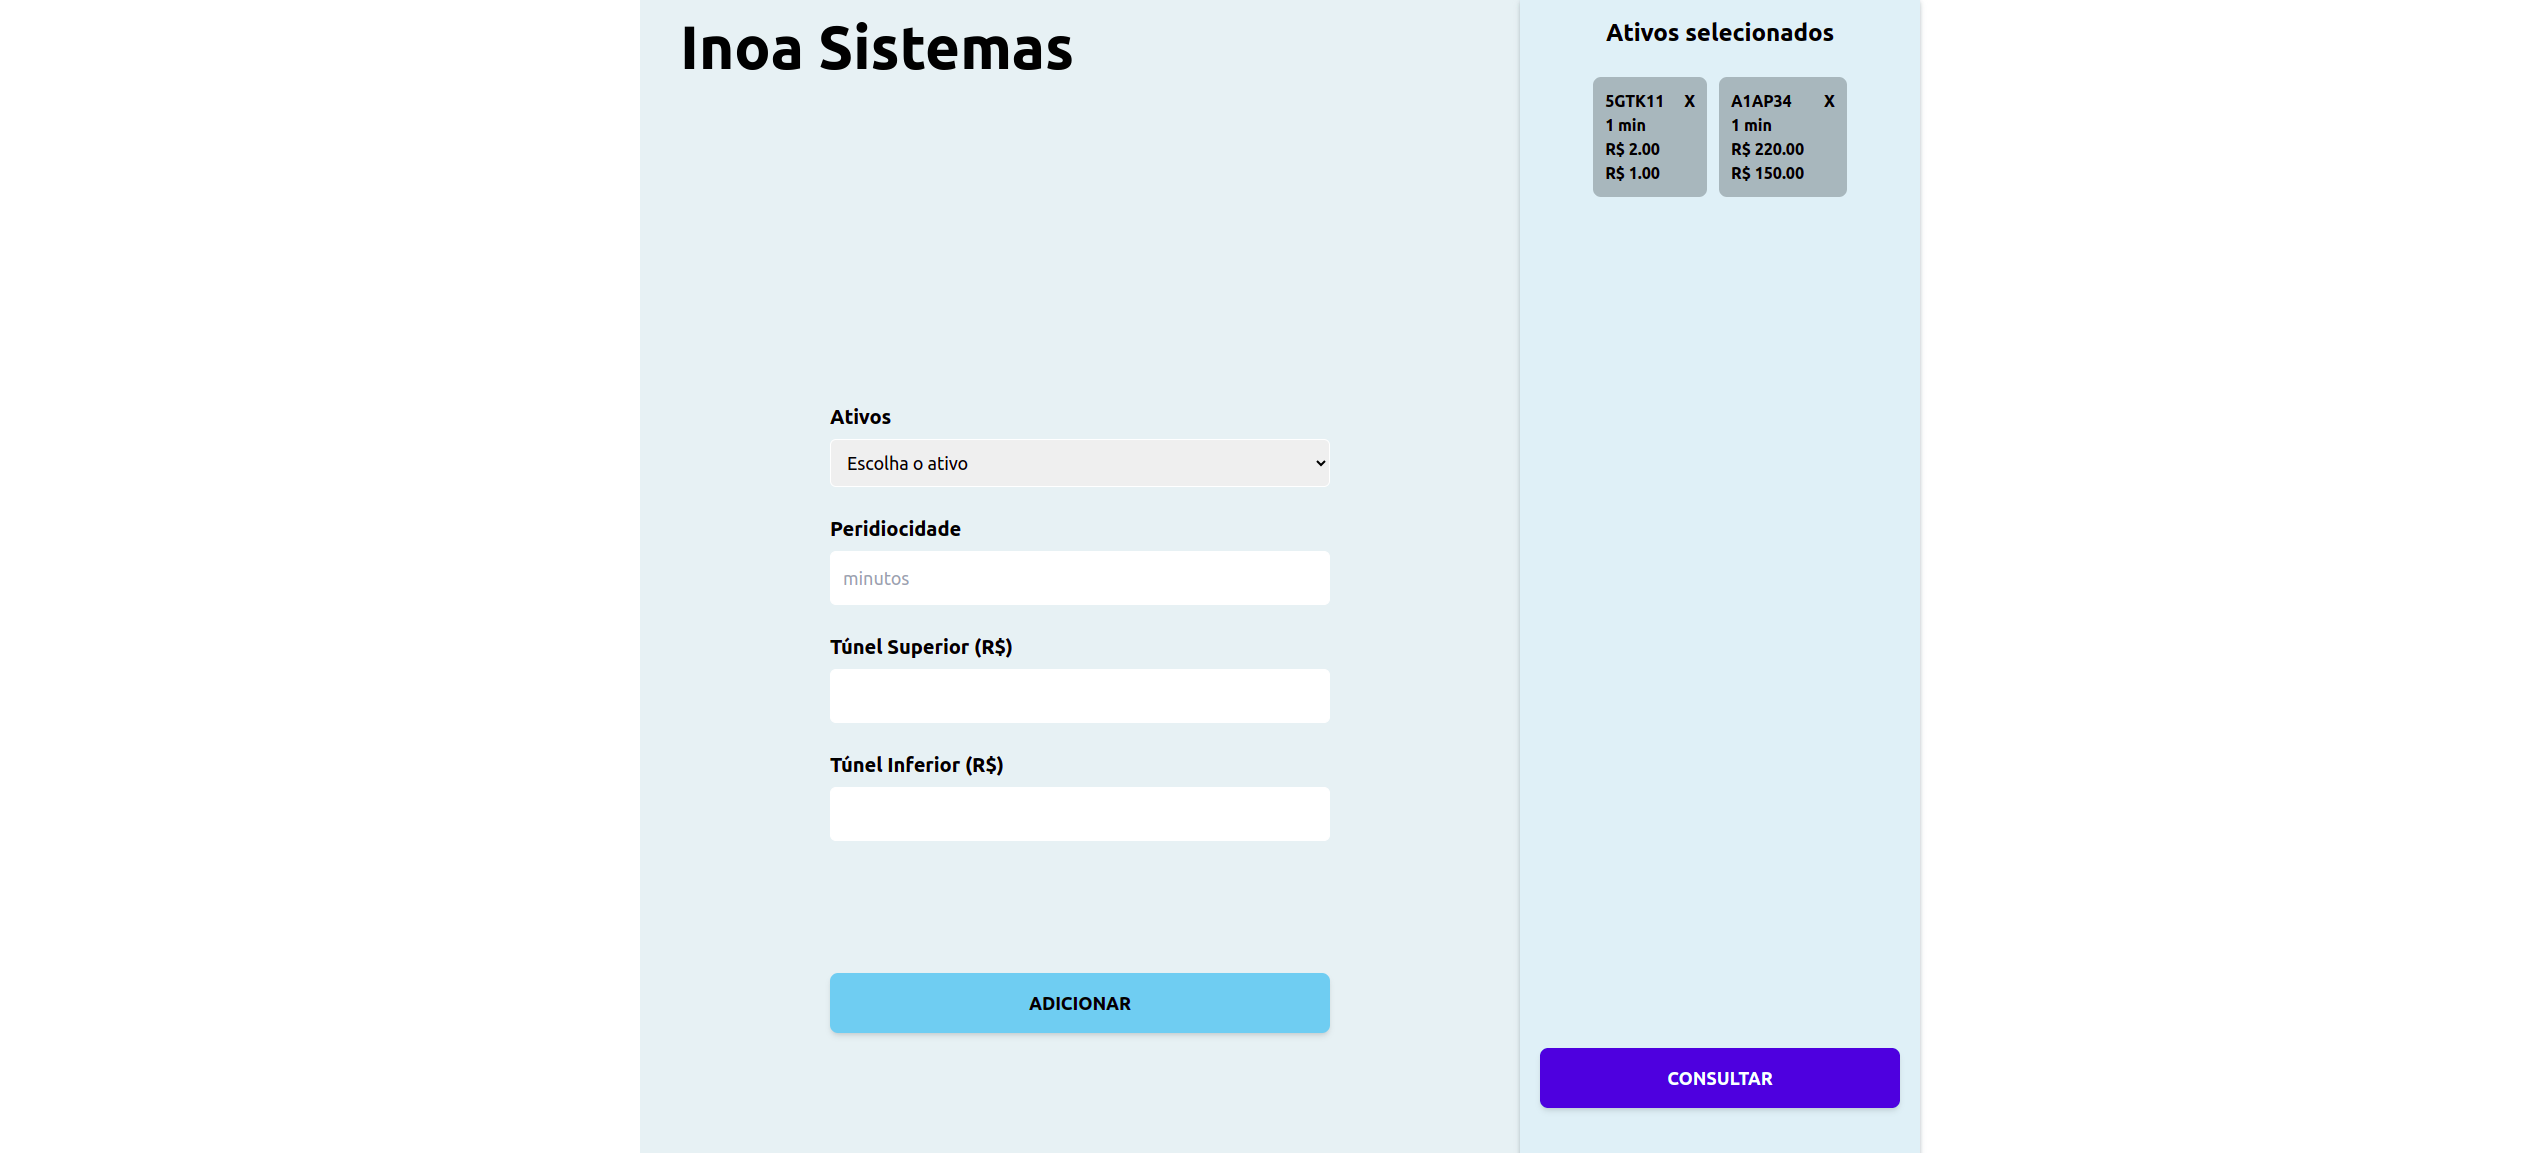 Inoa Sistemas
Ativos
Escolha o ativo
Peridiocidade
minutos
Túnel Superior (R$)
Túnel Inferior (R$)
ADICIONAR
Ativos selecionados
5GTK11 X
1 min
R$ 2.00
R$ 1.00
A1AP34 X
1 min
R$ 220.00
R$ 150.00
CONSULTAR